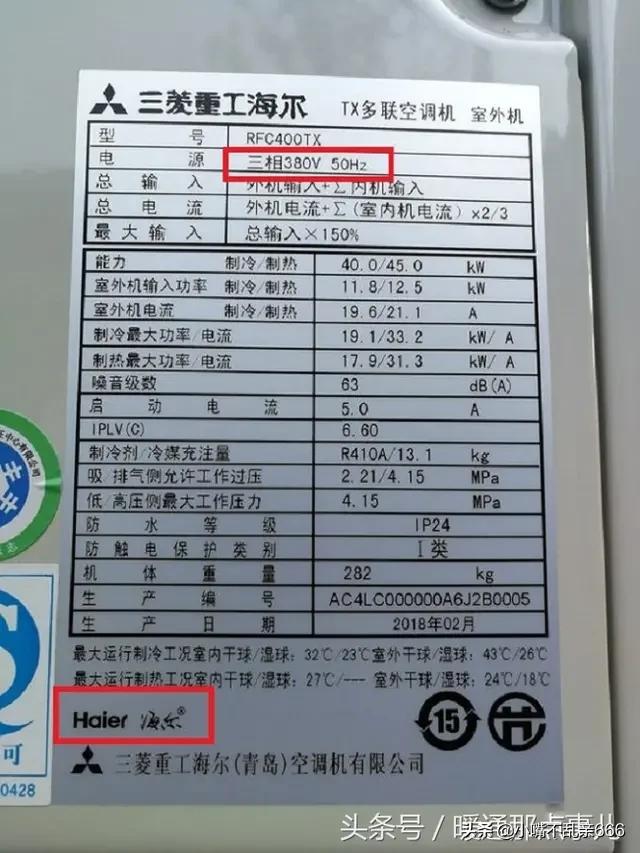 三菱重工海尔 TX多联空调机 室外机
型号 RFC400TX
电源 三相380V 50Hz
总输入 外机输入+Σ内机输入
总电流 外机电流+Σ(室内机电流)×2/3
最大输入 总输入×150%
能力 制冷/制热 40.0/45.0 kW
室外机输入功率 制冷/制热 11.8/12.5 kW
室外机电流 制冷/制热 19.6/21.1 A
制冷最大功率/电流 19.1/33.2 kW/A
制热最大功率/电流 17.9/31.3 kW/A
噪音级数 63 dB(A)
启动电流 5.0 A
IPLV(C) 6.60
制冷剂/冷媒充注量 R410A/13.1 kg
吸/排气侧允许工作过压 2.21/4.15 MPa
低/高压侧最大工作压力 4.15 MPa
防水等级 IP24
防触电保护类别 I类
机体重量 282 kg
生产编号 AC4LC000000A6J2B0005
生产日期 2018年02月
最大运行制冷工况室内干球/湿球: 32℃/23℃室外干球/湿球: 43℃/26℃
最大运行制热工况室内干球/湿球: 27℃/--- 室外干球/湿球: 24℃/18℃
Haier 海尔®
15
三菱重工海尔(青岛)空调机有限公司
可
0428
头条号/暖通那点事儿
头条@小嘴不乱亲666